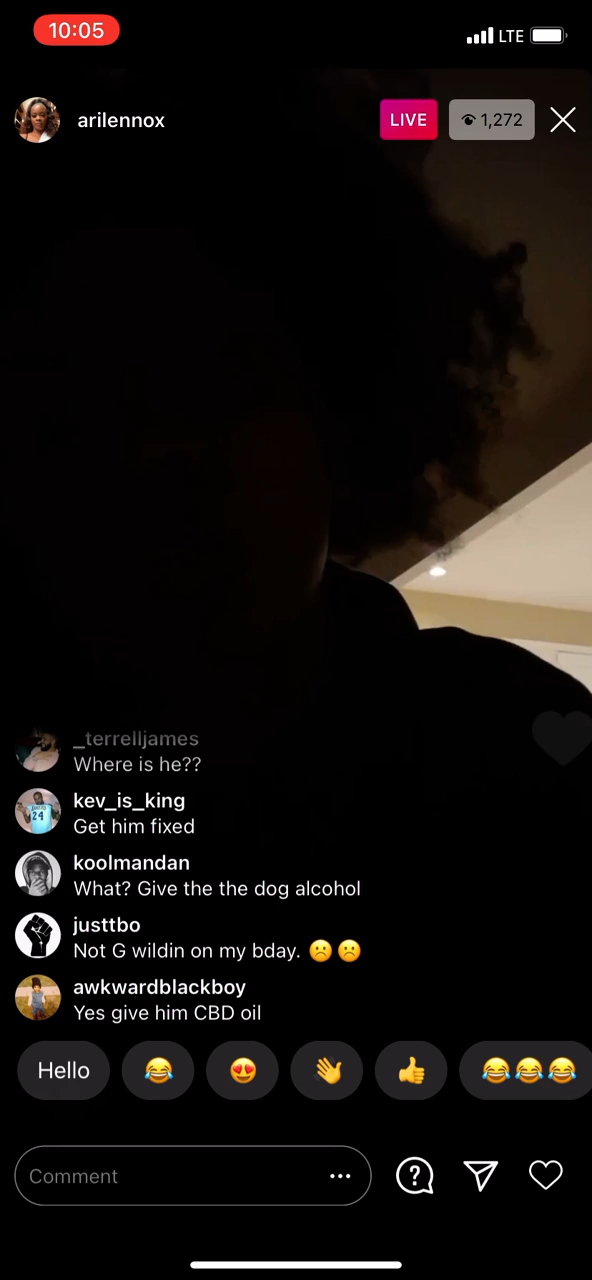 10:05
LTE
arilennox
LIVE
1,272
_terrelljames
Where is he??
kev_is_king
Get him fixed
24
koolmandan
What? Give the the dog alcohol
justtbo
Not G wildin on my bday. ☹️ ☹️
awkwardblackboy
Yes give him CBD oil
Hello 😂 😍 👋 👍 😂😂😂
Comment